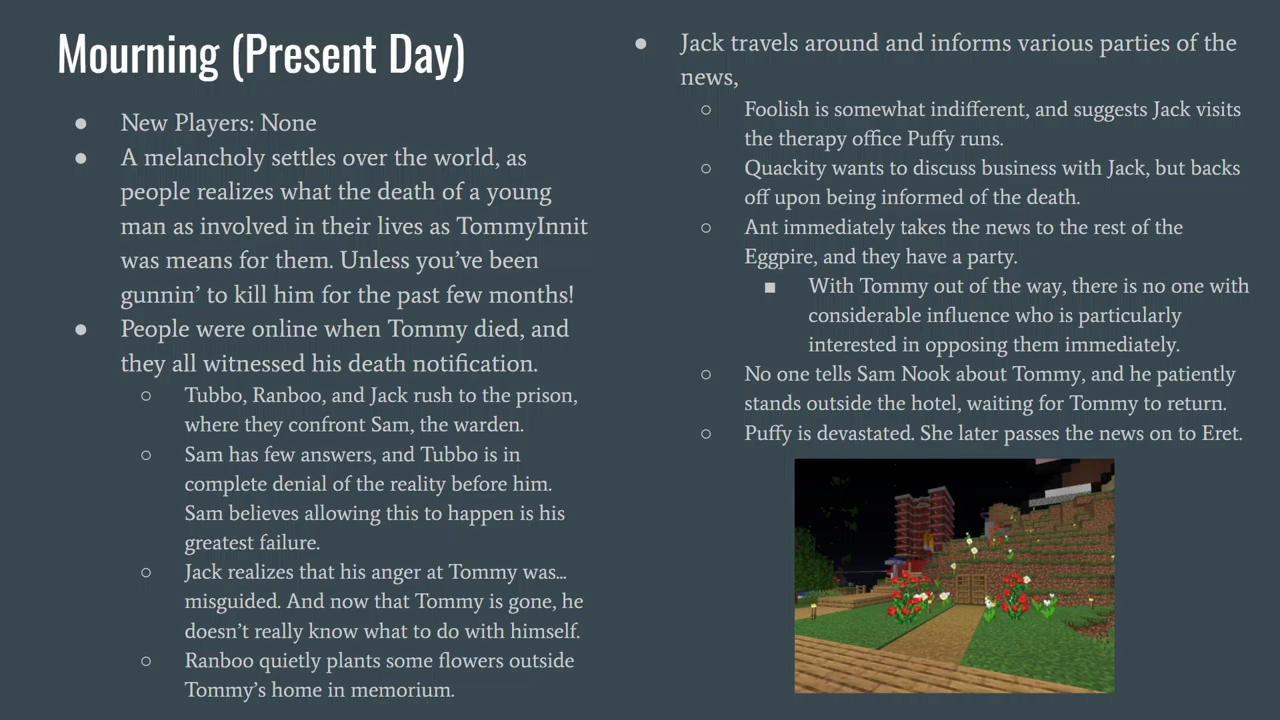 Mourning (Present Day)
● New Players: None
● A melancholy settles over the world, as
people realizes what the death of a young
man as involved in their lives as TommyInnit
was means for them. Unless you’ve been
gunnin’ to kill him for the past few months!
● People were online when Tommy died, and
they all witnessed his death notification.
○ Tubbo, Ranboo, and Jack rush to the prison,
where they confront Sam, the warden.
○ Sam has few answers, and Tubbo is in
complete denial of the reality before him.
Sam believes allowing this to happen is his
greatest failure.
○ Jack realizes that his anger at Tommy was…
misguided. And now that Tommy is gone, he
doesn’t really know what to do with himself.
○ Ranboo quietly plants some flowers outside
Tommy’s home in memorium.
● Jack travels around and informs various parties of the
news,
○ Foolish is somewhat indifferent, and suggests Jack visits
the therapy office Puffy runs.
○ Quackity wants to discuss business with Jack, but backs
off upon being informed of the death.
○ Ant immediately takes the news to the rest of the
Eggpire, and they have a party.
■ With Tommy out of the way, there is no one with
considerable influence who is particularly
interested in opposing them immediately.
○ No one tells Sam Nook about Tommy, and he patiently
stands outside the hotel, waiting for Tommy to return.
○ Puffy is devastated. She later passes the news on to Eret.